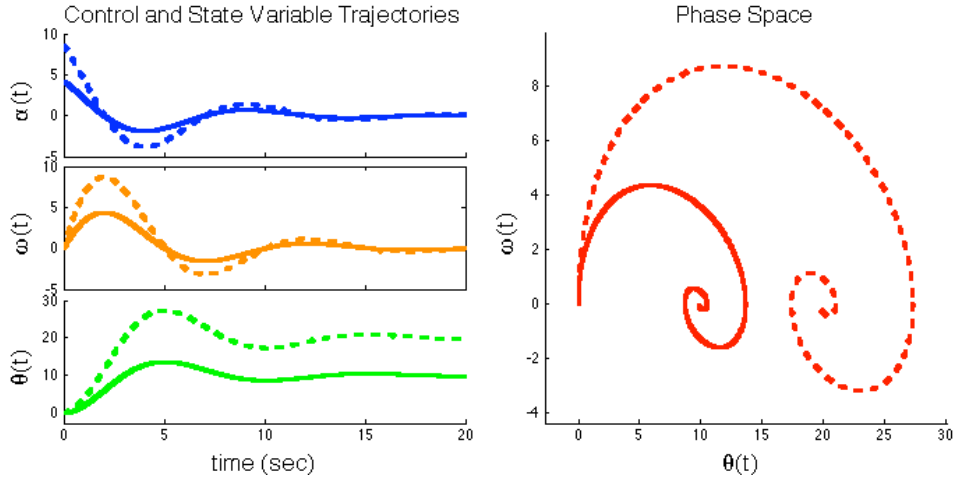 Control and State Variable Trajectories
α(t)
10
5
0
-5
ω(t)
10
5
0
-5
θ(t)
30
20
10
0
0 5 10 15 20
time (sec)
Phase Space
ω(t)
8
6
4
2
0
-2
-4
0 5 10 15 20 25 30
θ(t)